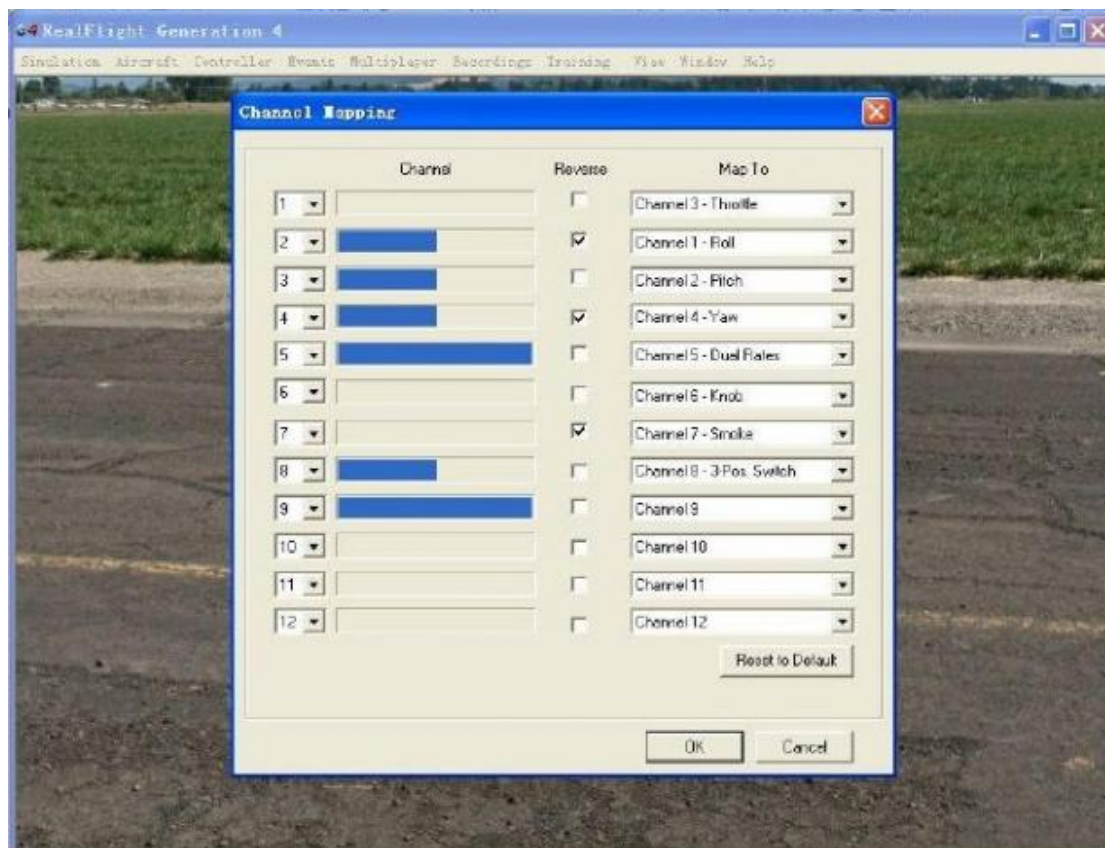 RealFlight Generation 4
Simulation Aircraft Controller Events Multiplayer Recordings Training View Window Help
Channel Mapping
Channel Reverse Map To
1 Channel 3 - Throttle
2 Channel 1 - Roll
3 Channel 2 - Pitch
4 Channel 4 - Yaw
5 Channel 5 - Dual Rates
6 Channel 6 - Knob
7 Channel 7 - Smoke
8 Channel 8 - 3-Pos. Switch
9 Channel 9
10 Channel 10
11 Channel 11
12 Channel 12
Reset to Default
OK Cancel